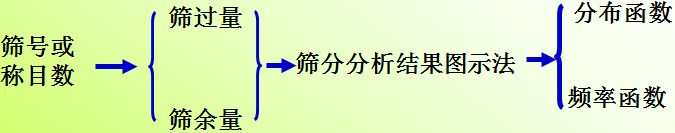 筛号或
称目数
筛过量
筛余量
筛分分析结果图示法
分布函数
频率函数